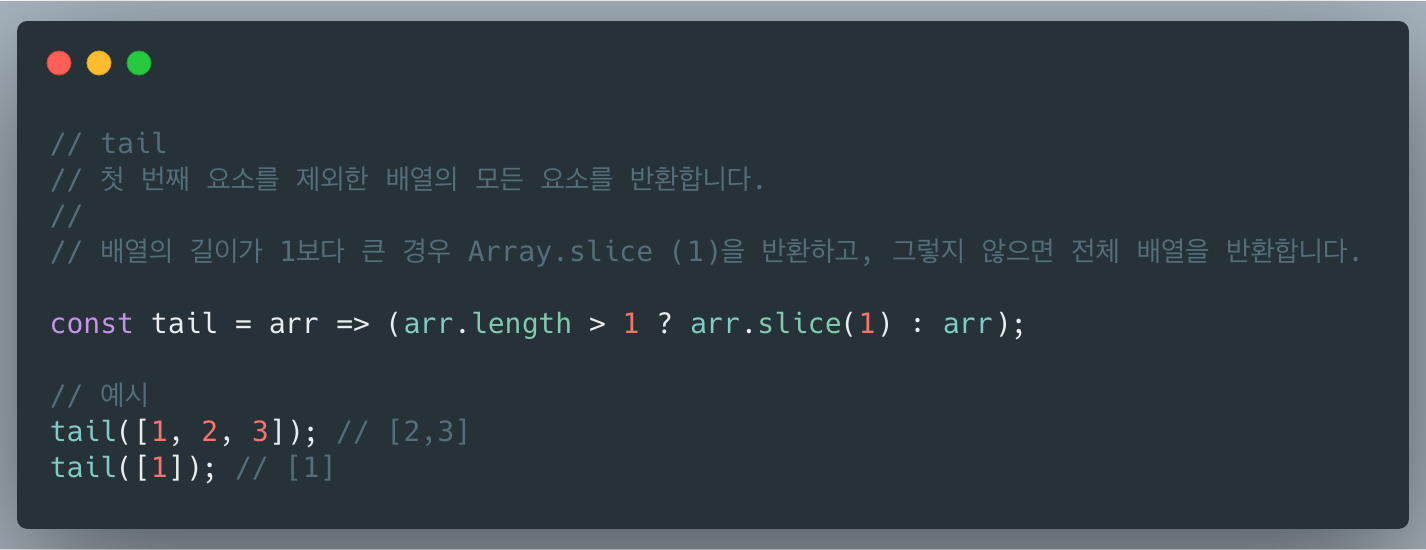 // tail
// 첫 번째 요소를 제외한 배열의 모든 요소를 반환합니다.
//
// 배열의 길이가 1보다 큰 경우 Array.slice (1)을 반환하고, 그렇지 않으면 전체 배열을 반환합니다.
const tail = arr => (arr.length > 1 ? arr.slice(1) : arr);
// 예시
tail([1, 2, 3]); // [2,3]
tail([1]); // [1]